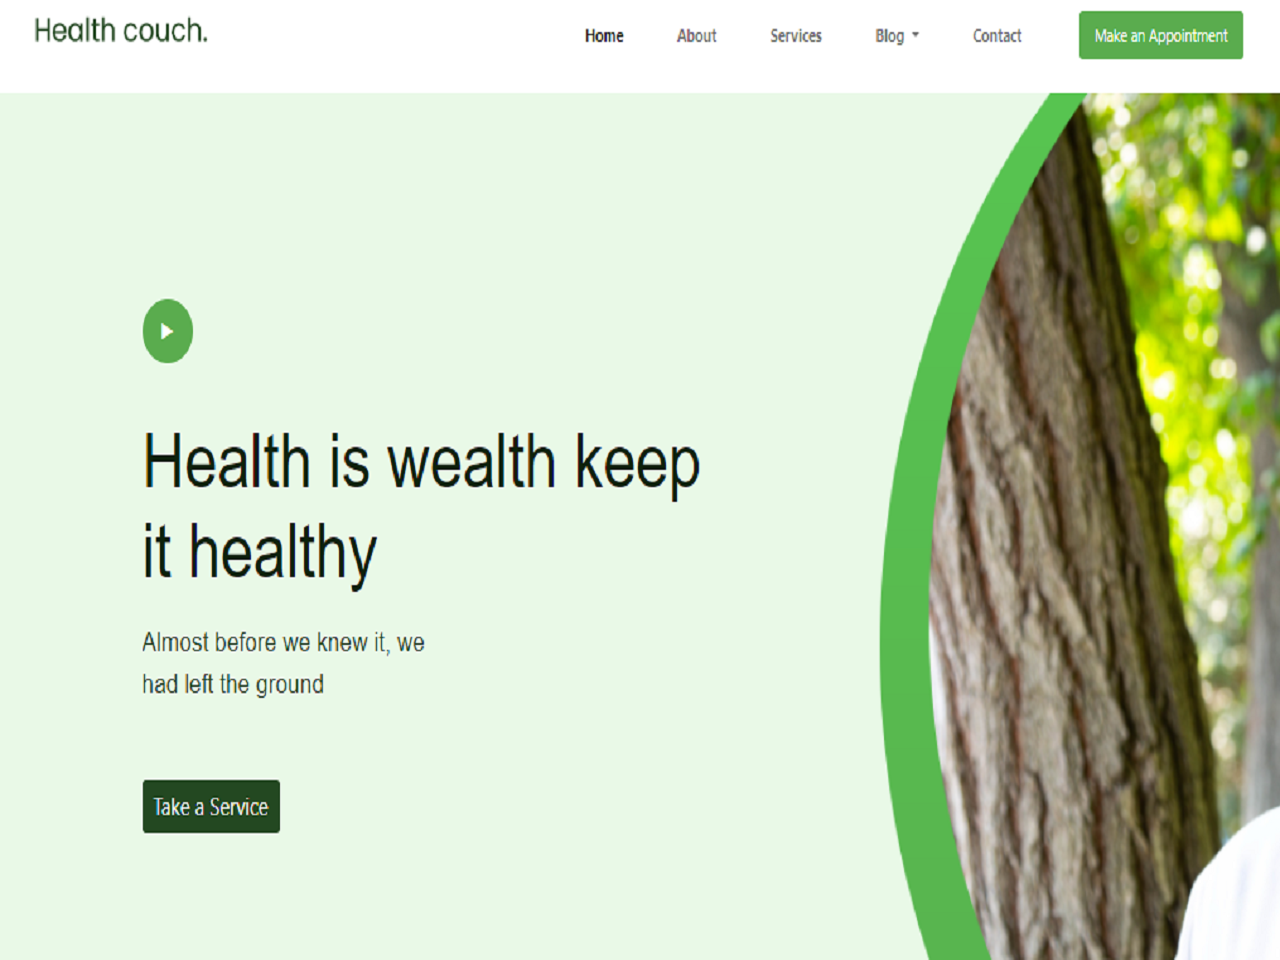 Health couch.
Home About Services Blog Contact Make an Appointment
Health is wealth keep
it healthy
Almost before we knew it, we
had left the ground
Take a Service